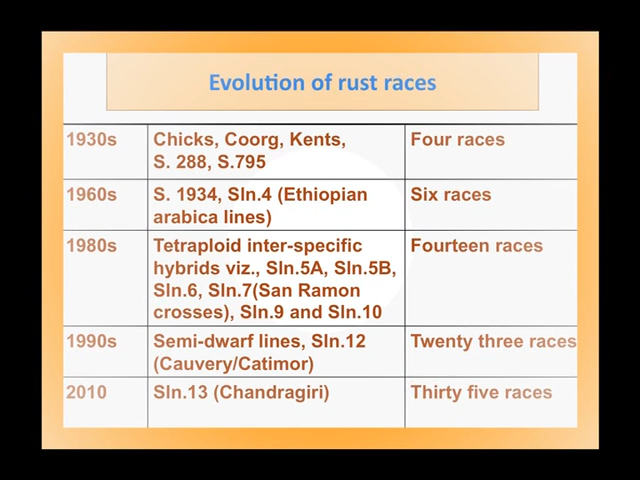 Evolution of rust races
1930s Chicks, Coorg, Kents, Four races
S. 288, S.795
1960s S. 1934, Sln.4 (Ethiopian Six races
arabica lines)
1980s Tetraploid inter-specific Fourteen races
hybrids viz., Sln.5A, Sln.5B,
Sln.6, Sln.7(San Ramon
crosses), Sln.9 and Sln.10
1990s Semi-dwarf lines, Sln.12 Twenty three races
(Cauvery/Catimor)
2010 Sln.13 (Chandragiri) Thirty five races